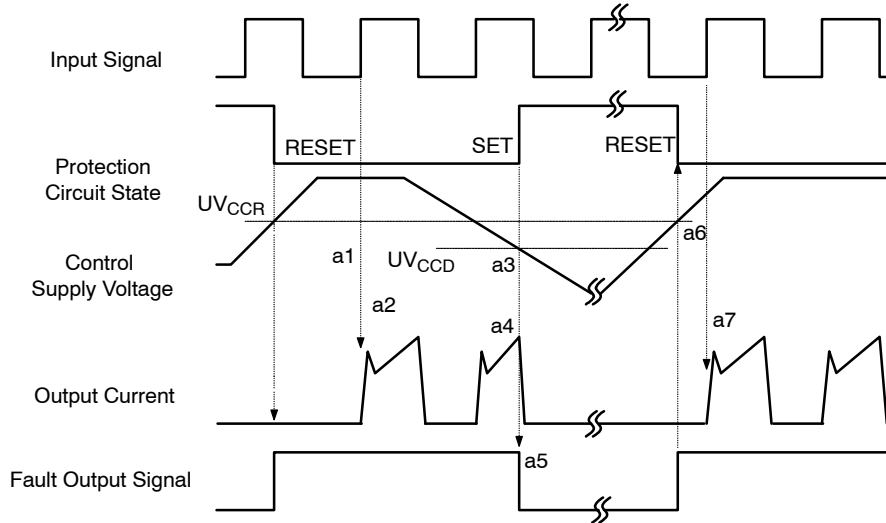 Input Signal
RESET
SET
RESET
Protection
Circuit State
UVCCR
a6
a1
UVCCD
a3
Control
Supply Voltage
a2
a4
a7
Output Current
a5
Fault Output Signal